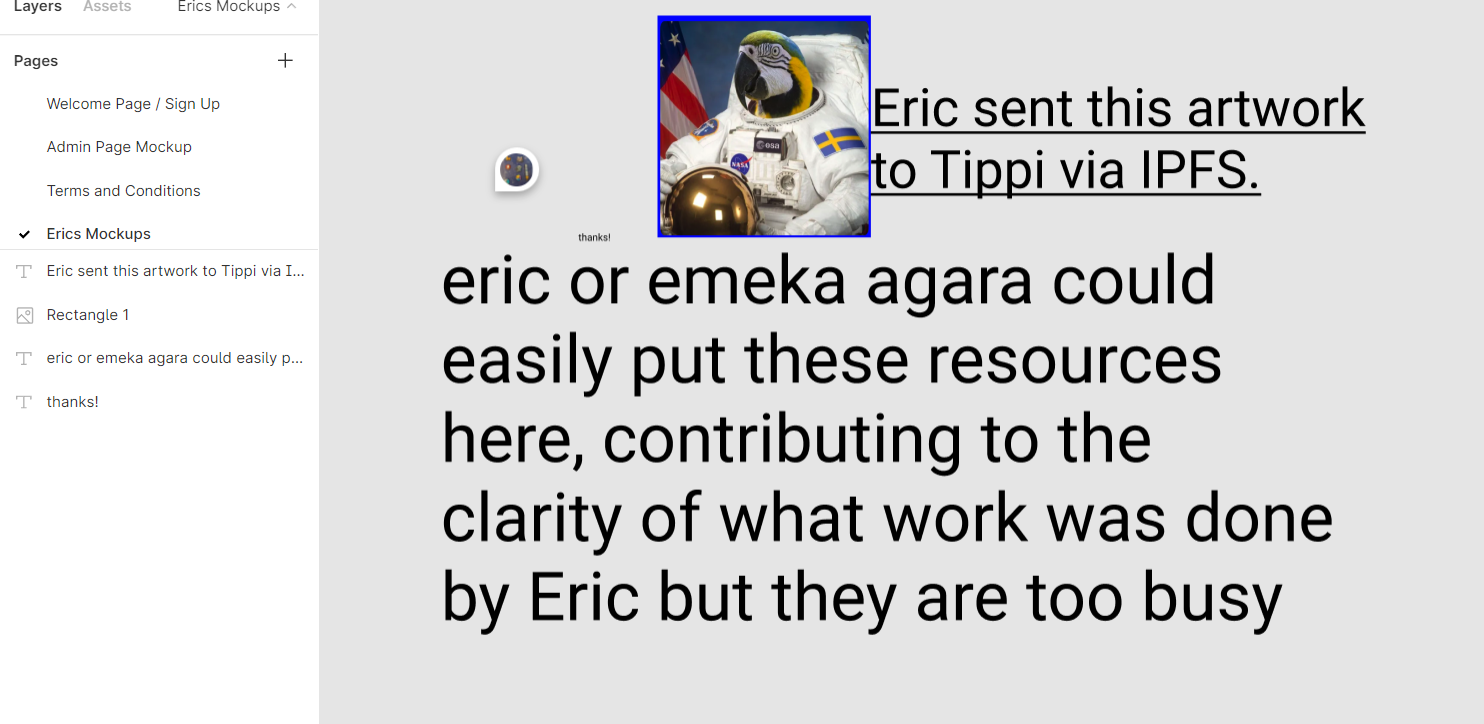 Layers Assets Erics Mockups
Pages
Welcome Page / Sign Up
Admin Page Mockup
Terms and Conditions
Erics Mockups
Eric sent this artwork to Tippi via I...
Rectangle 1
eric or emeka agara could easily p...
thanks!
esa
NASA
Eric sent this artwork
to Tippi via IPFS.
thanks!
eric or emeka agara could
easily put these resources
here, contributing to the
clarity of what work was done
by Eric but they are too busy